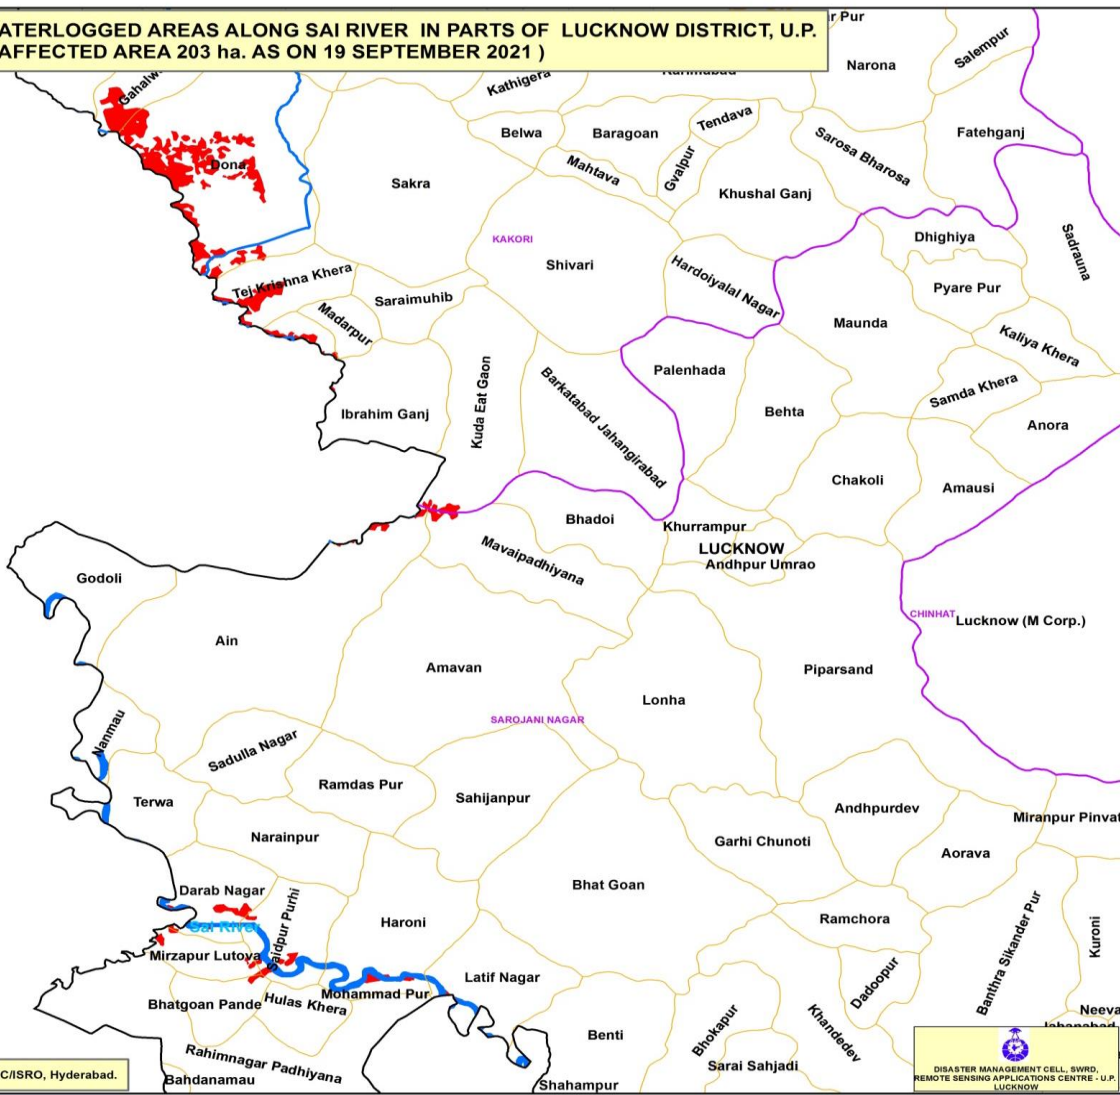 ATERLOGGED AREAS ALONG SAI RIVER IN PARTS OF LUCKNOW DISTRICT, U.P.
AFFECTED AREA 203 ha. AS ON 19 SEPTEMBER 2021 )
r Pur
Narona
Salempur
Kathigera
Belwa
Baragoan
Tendava
Sarosa Bharosa
Fatehganj
Dona
Sakra
Mahtava
Gvalpur
Khushal Ganj
KAKORI
Shivari
Dhighiya
Sadrauna
Tej Krishna Khera
Saraimuhib
Hardoiyalal Nagar
Pyare Pur
Madarpur
Maunda
Kaliya Khera
Palenhada
Samda Khera
Ibrahim Ganj
Kuda Eat Gaon
Barkatabad Jahangirabad
Behta
Anora
Chakoli
Amausi
Bhadoi
Khurrampur
Mavaipadhiyana
LUCKNOW
Andhpur Umrao
Godoli
CHINHAT
Lucknow (M Corp.)
Ain
Amavan
Piparsand
Lonha
SAROJANI NAGAR
Nanmau
Sadulla Nagar
Ramdas Pur
Sahijanpur
Terwa
Andhpurdev
Miranpur Pinvat
Narainpur
Garhi Chunoti
Aorava
Bhat Goan
Darab Nagar
Saidpur Purhi
Haroni
Ramchora
Sai River
Banthra Sikander Pur
Kuroni
Mirzapur Lutova
Latif Nagar
Dadoopur
Mohammad Pur
Bhatgoan Pande
Hulas Khera
Neeva
Benti
Bhokapur
Khandedev
Rahimnagar Padhiyana
Sarai Sahjadi
C/ISRO, Hyderabad.
Bahdanamau
Shahampur
DISASTER MANAGEMENT CELL, SWRD,
REMOTE SENSING APPLICATIONS CENTRE - U.P.
LUCKNOW